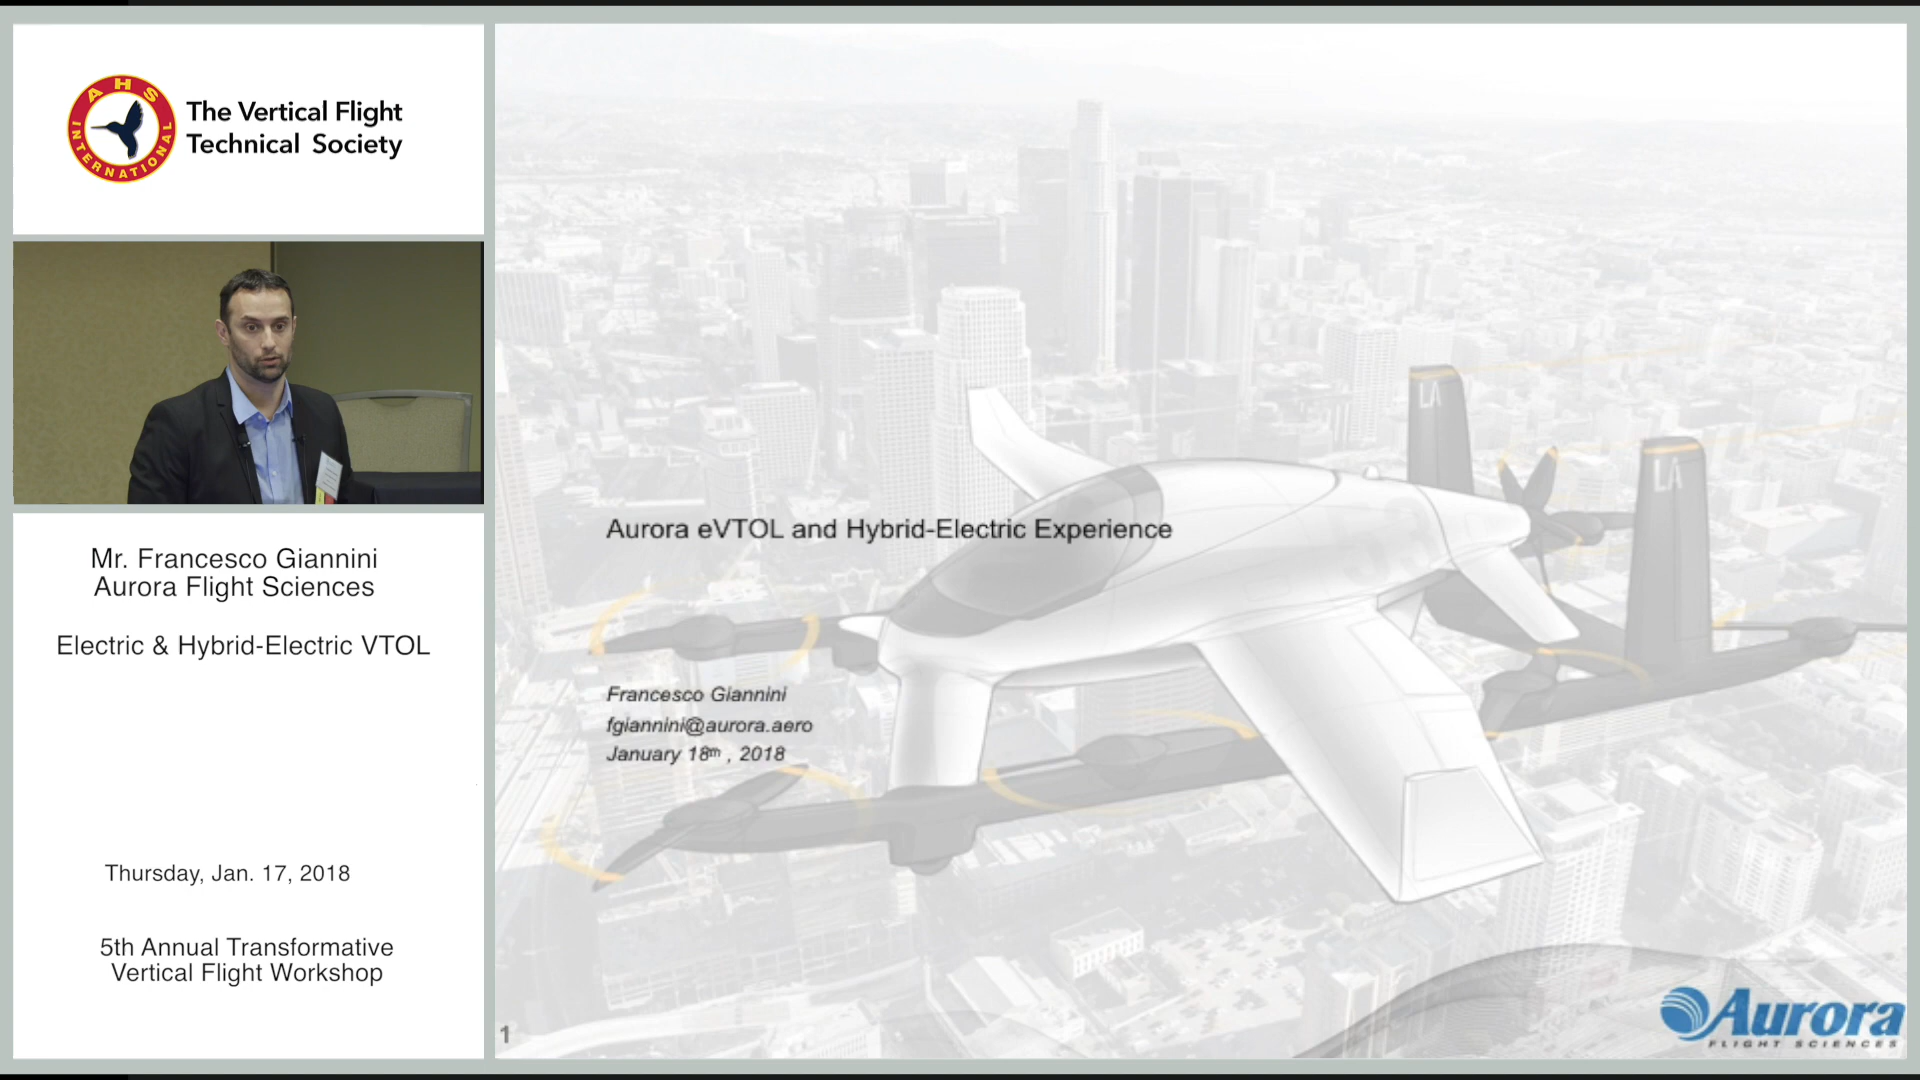 AHS INTERNATIONAL
The Vertical Flight
Technical Society
Mr. Francesco Giannini
Aurora Flight Sciences
Electric & Hybrid-Electric VTOL
Thursday, Jan. 17, 2018
5th Annual Transformative
Vertical Flight Workshop
Aurora eVTOL and Hybrid-Electric Experience
Francesco Giannini
fgiannini@aurora.aero
January 18th , 2018
LA
LA
1
Aurora
FLIGHT SCIENCES